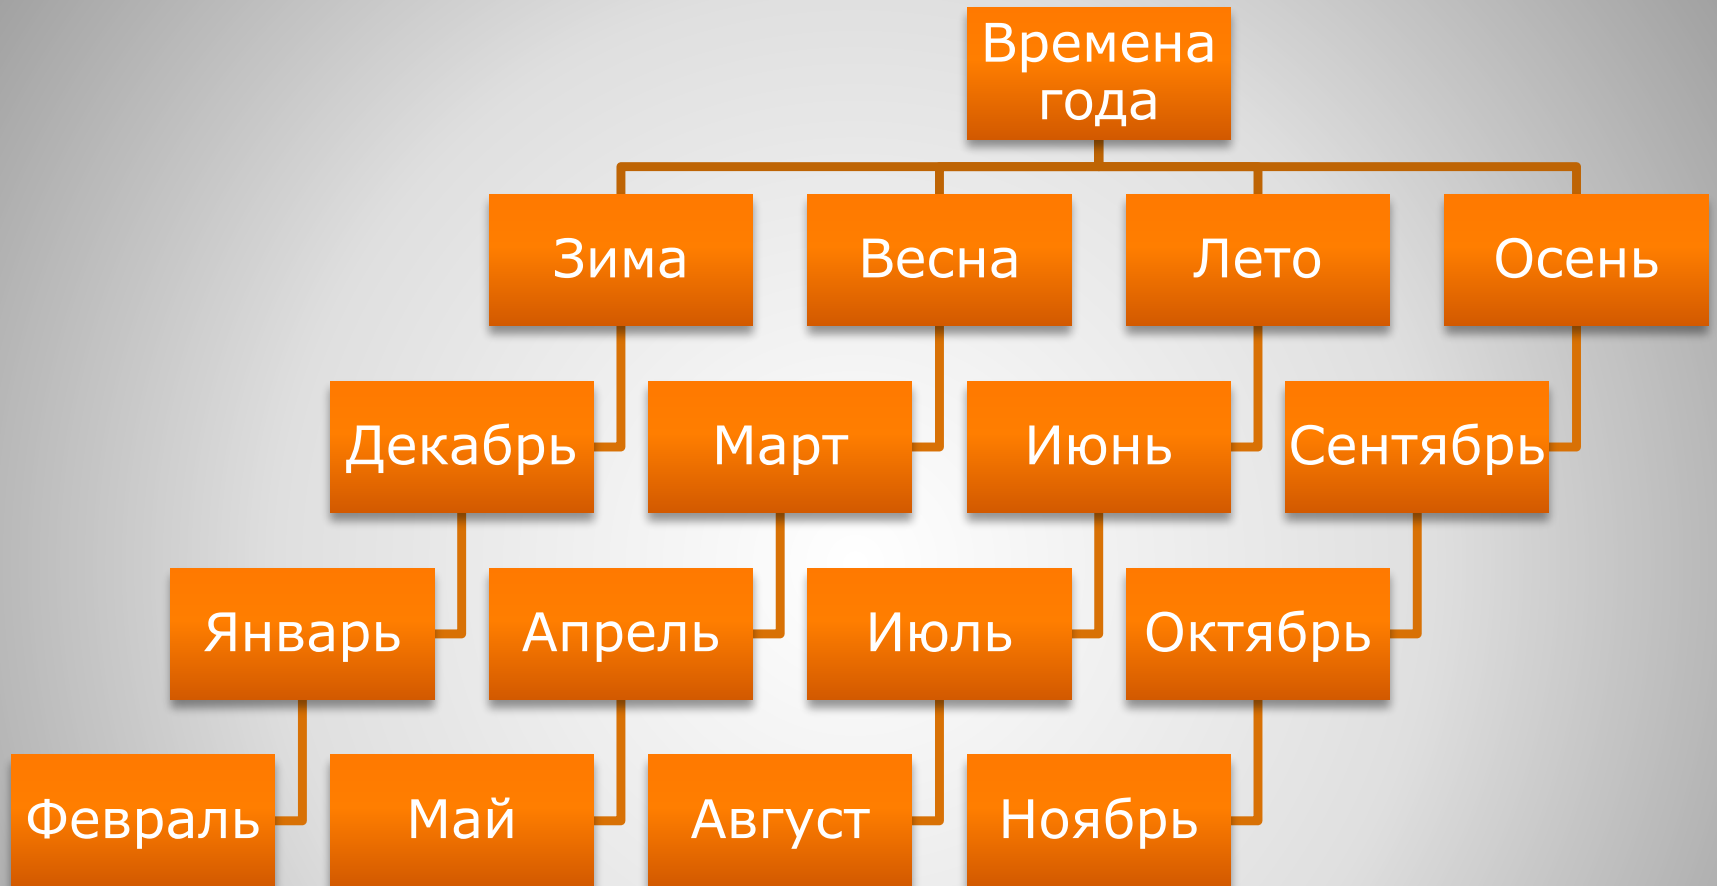 Времена
года
Зима
Весна
Лето
Осень
Декабрь
Март
Июнь
Сентябрь
Январь
Апрель
Июль
Октябрь
Февраль
Май
Август
Ноябрь